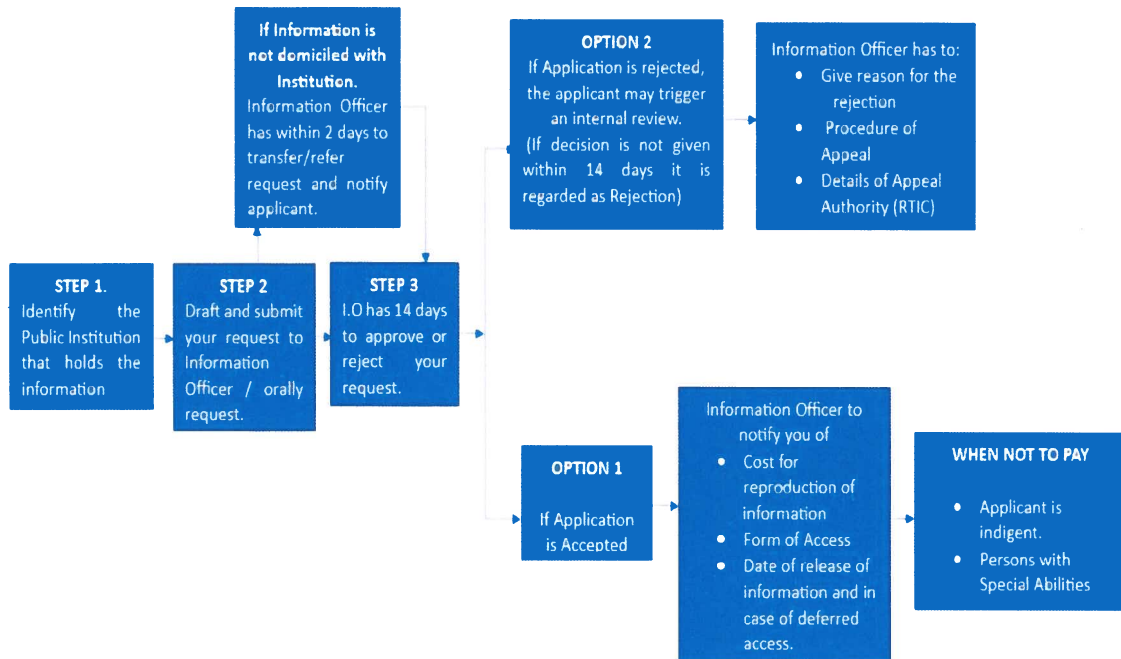 If Information is
not domiciled with
Institution.
Information Officer
has within 2 days to
transfer/refer
request and notify
applicant.
STEP 1.
Identify the
Public Institution
that holds the
information
STEP 2
Draft and submit
your request to
Information
Officer / orally
request.
STEP 3
I.O has 14 days
to approve or
reject your
request.
OPTION 2
If Application is rejected,
the applicant may trigger
an internal review.
(If decision is not given
within 14 days it is
regarded as Rejection)
Information Officer has to:
• Give reason for the
rejection
• Procedure of
Appeal
• Details of Appeal
Authority (RTIC)
OPTION 1
If Application
is Accepted
Information Officer to
notify you of
• Cost for
reproduction of
information
• Form of Access
• Date of release of
information and in
case of deferred
access.
WHEN NOT TO PAY
• Applicant is
indigent.
• Persons with
Special Abilities